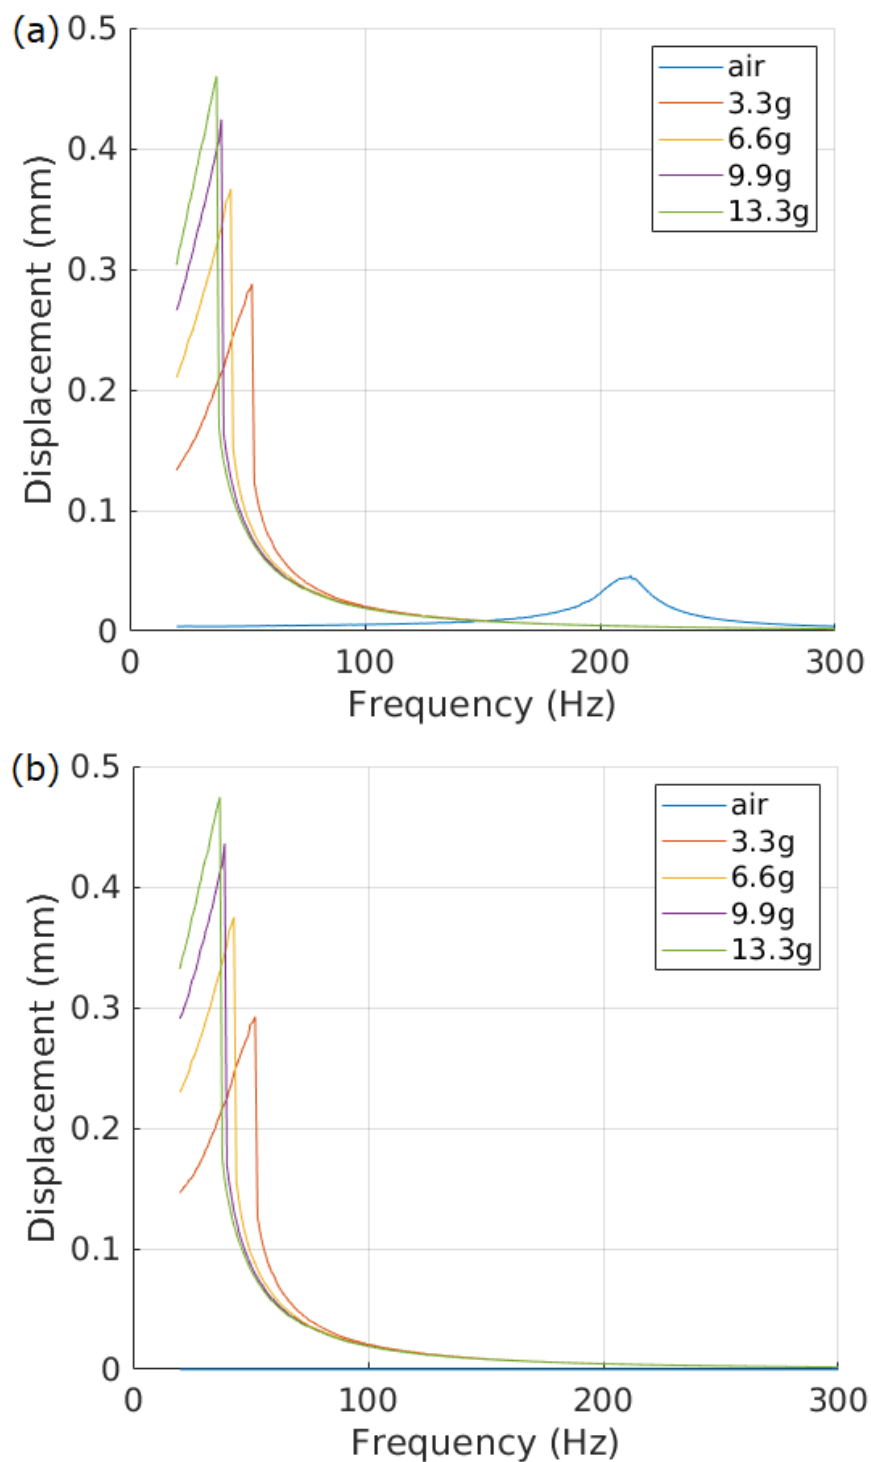 (a)
0.5
0.4
0.3
0.2
0.1
0
Displacement (mm)
air
3.3g
6.6g
9.9g
13.3g
0 100 200 300
Frequency (Hz)
(b)
0.5
0.4
0.3
0.2
0.1
0
Displacement (mm)
air
3.3g
6.6g
9.9g
13.3g
0 100 200 300
Frequency (Hz)